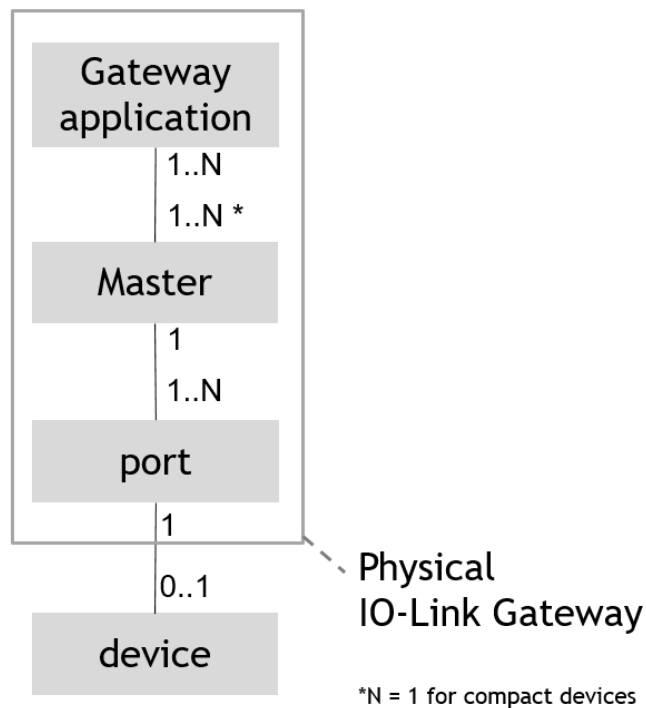 Gateway
application
1..N
1..N *
Master
1
1..N
port
1
0..1
device
Physical
IO-Link Gateway
*N = 1 for compact devices